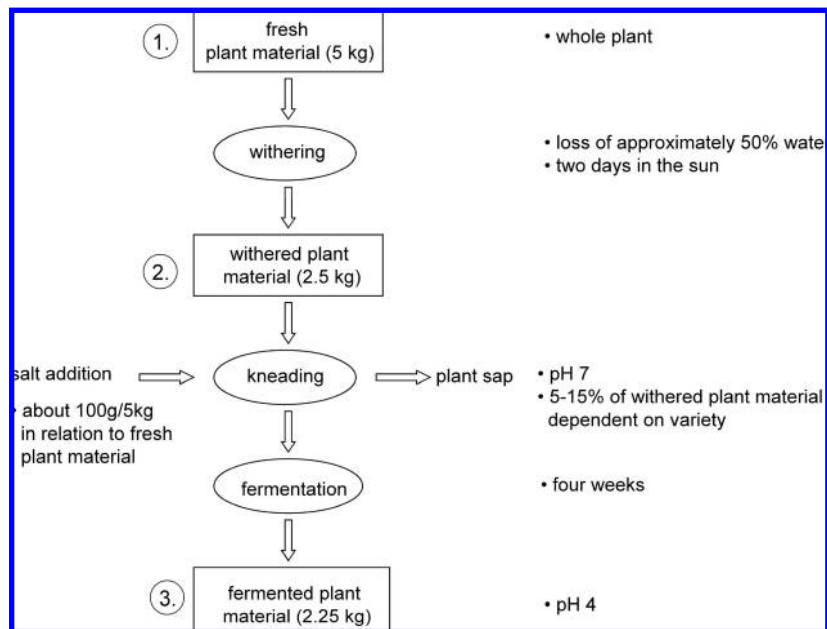 1.
fresh
plant material (5 kg)
• whole plant
withering
• loss of approximately 50% wate
• two days in the sun
2.
withered plant
material (2.5 kg)
salt addition
kneading
plant sap
• pH 7
• 5-15% of withered plant material
dependent on variety
• about 100g/5kg
in relation to fresh
plant material
fermentation
• four weeks
3.
fermented plant
material (2.25 kg)
• pH 4